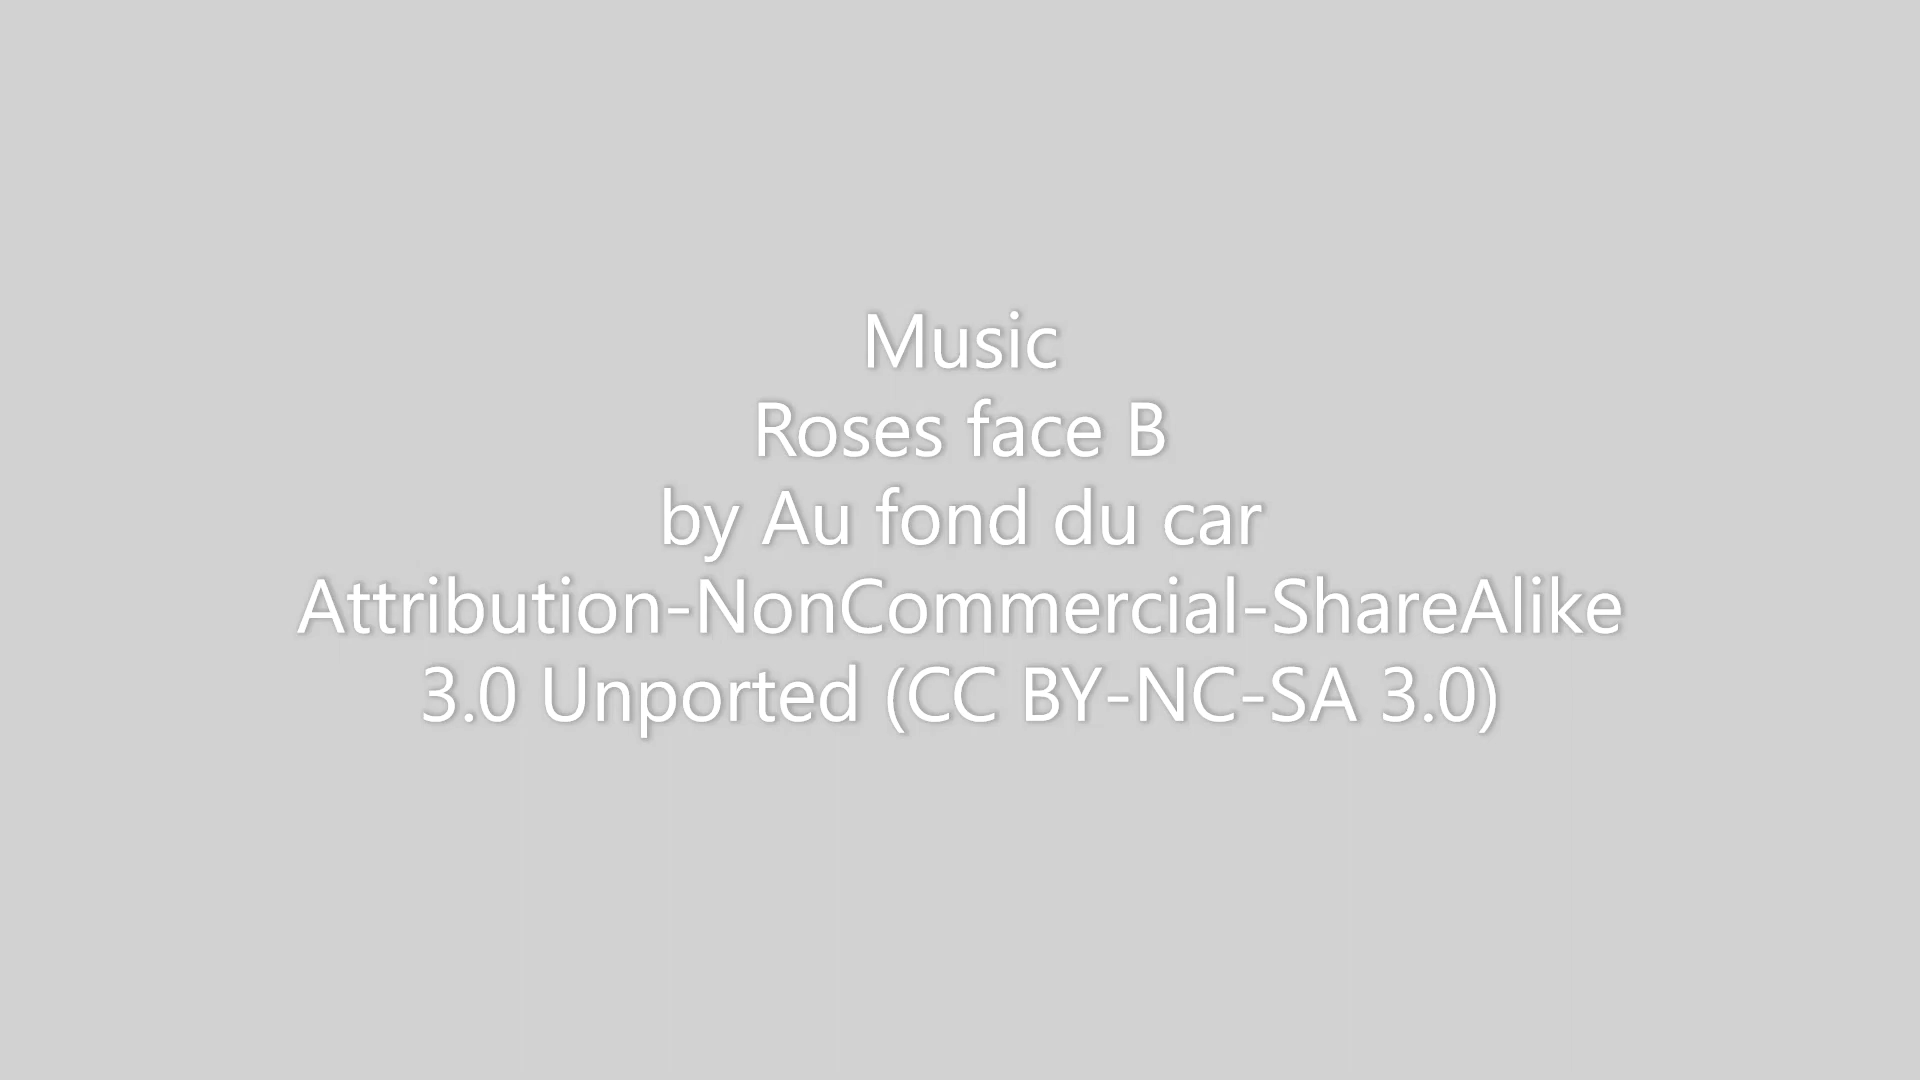 Music
Roses face B
by Au fond du car
Attribution-NonCommercial-ShareAlike
3.0 Unported (CC BY-NC-SA 3.0)